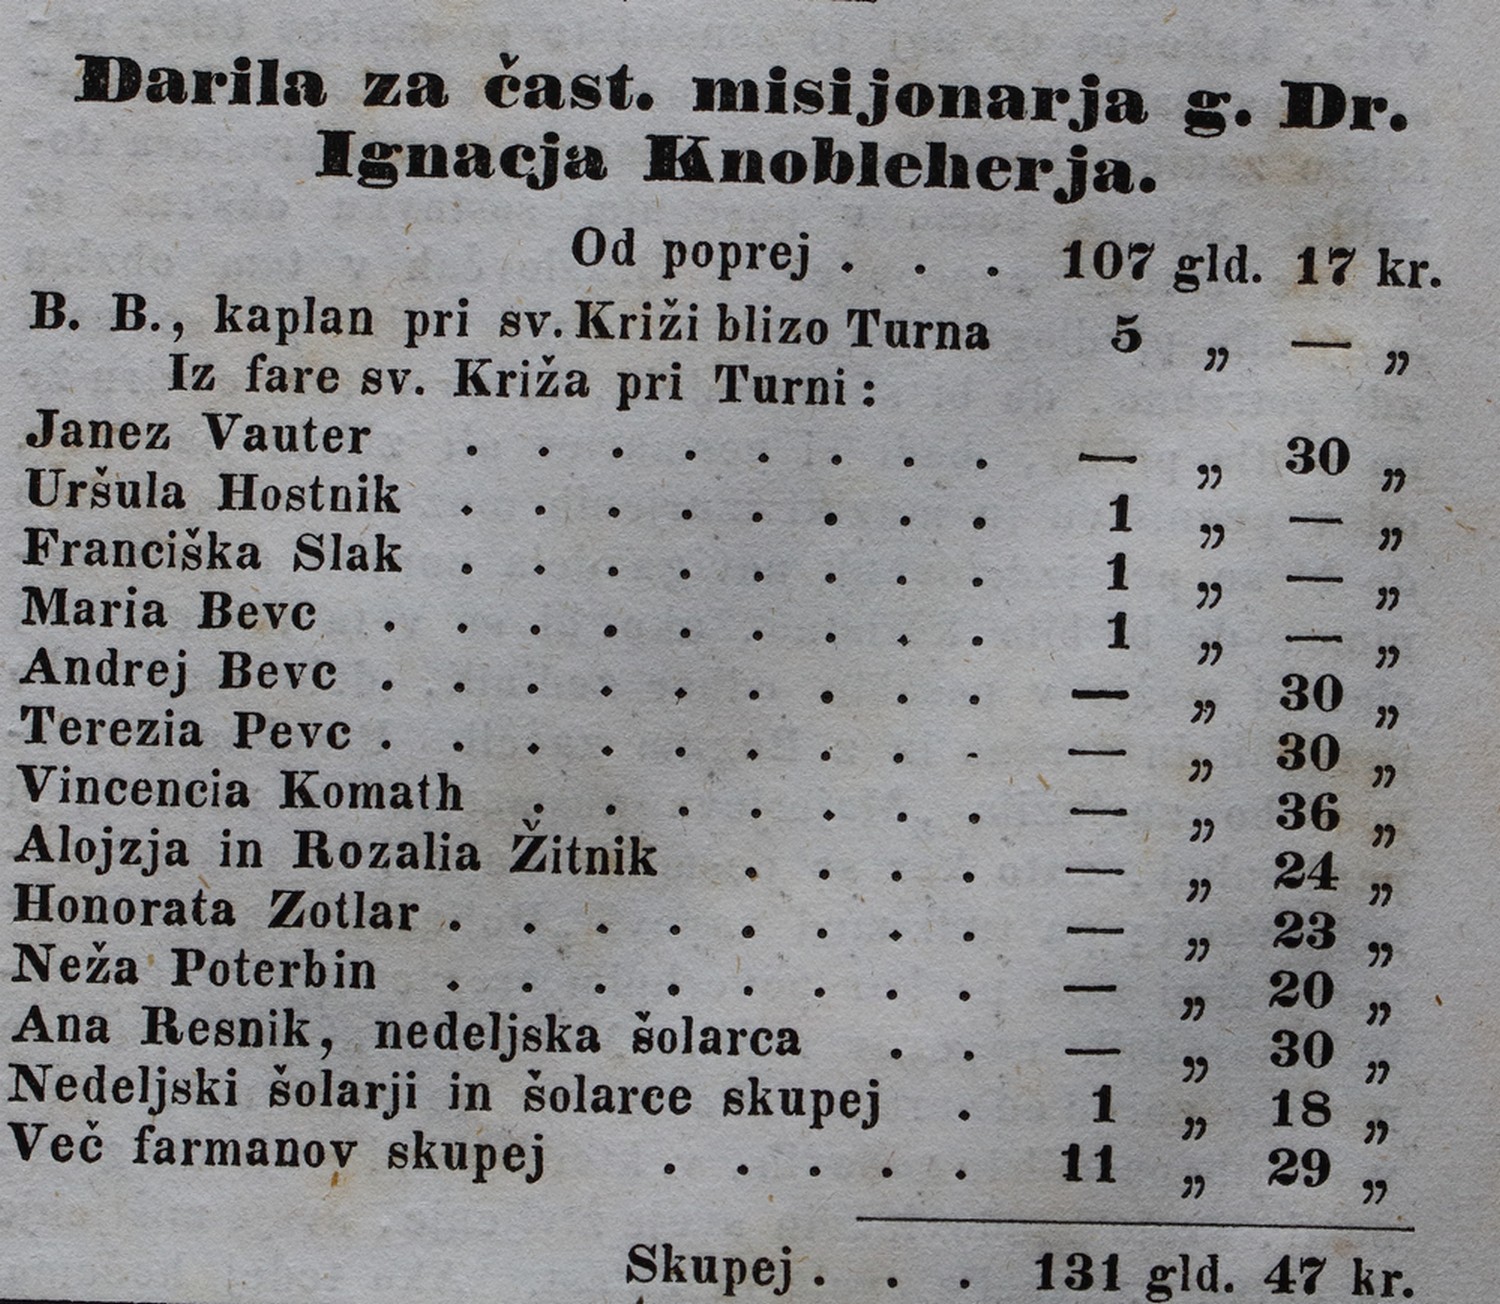 Darila za čast. misijonarja g. Dr.
Ignacja Knobleherja.
Od poprej . . . 107 gld. 17 kr.
B. B., kaplan pri sv. Križi blizo Turna 5 „ — „
Iz fare sv. Križa pri Turni:
Janez Vauter . . . . . . . . — „ 30 „
Uršula Hostnik . . . . . . . . 1 „ — „
Franciška Slak . . . . . . . . 1 „ — „
Maria Bevc . . . . . . . . . 1 „ — „
Andrej Bevc . . . . . . . . . — „ 30 „
Terezia Pevc . . . . . . . . . — „ 30 „
Vincencia Komath . . . . . . . — „ 36 „
Alojzja in Rozalia Žitnik . . . . — „ 24 „
Honorata Zotlar . . . . . . . . — „ 23 „
Neža Poterbin . . . . . . . . — „ 20 „
Ana Resnik, nedeljska šolarca . . — „ 30 „
Nedeljski šolarji in šolarce skupej . 1 „ 18 „
Več farmanov skupej . . . . . 11 „ 29 „
Skupej . . . 131 gld. 47 kr.